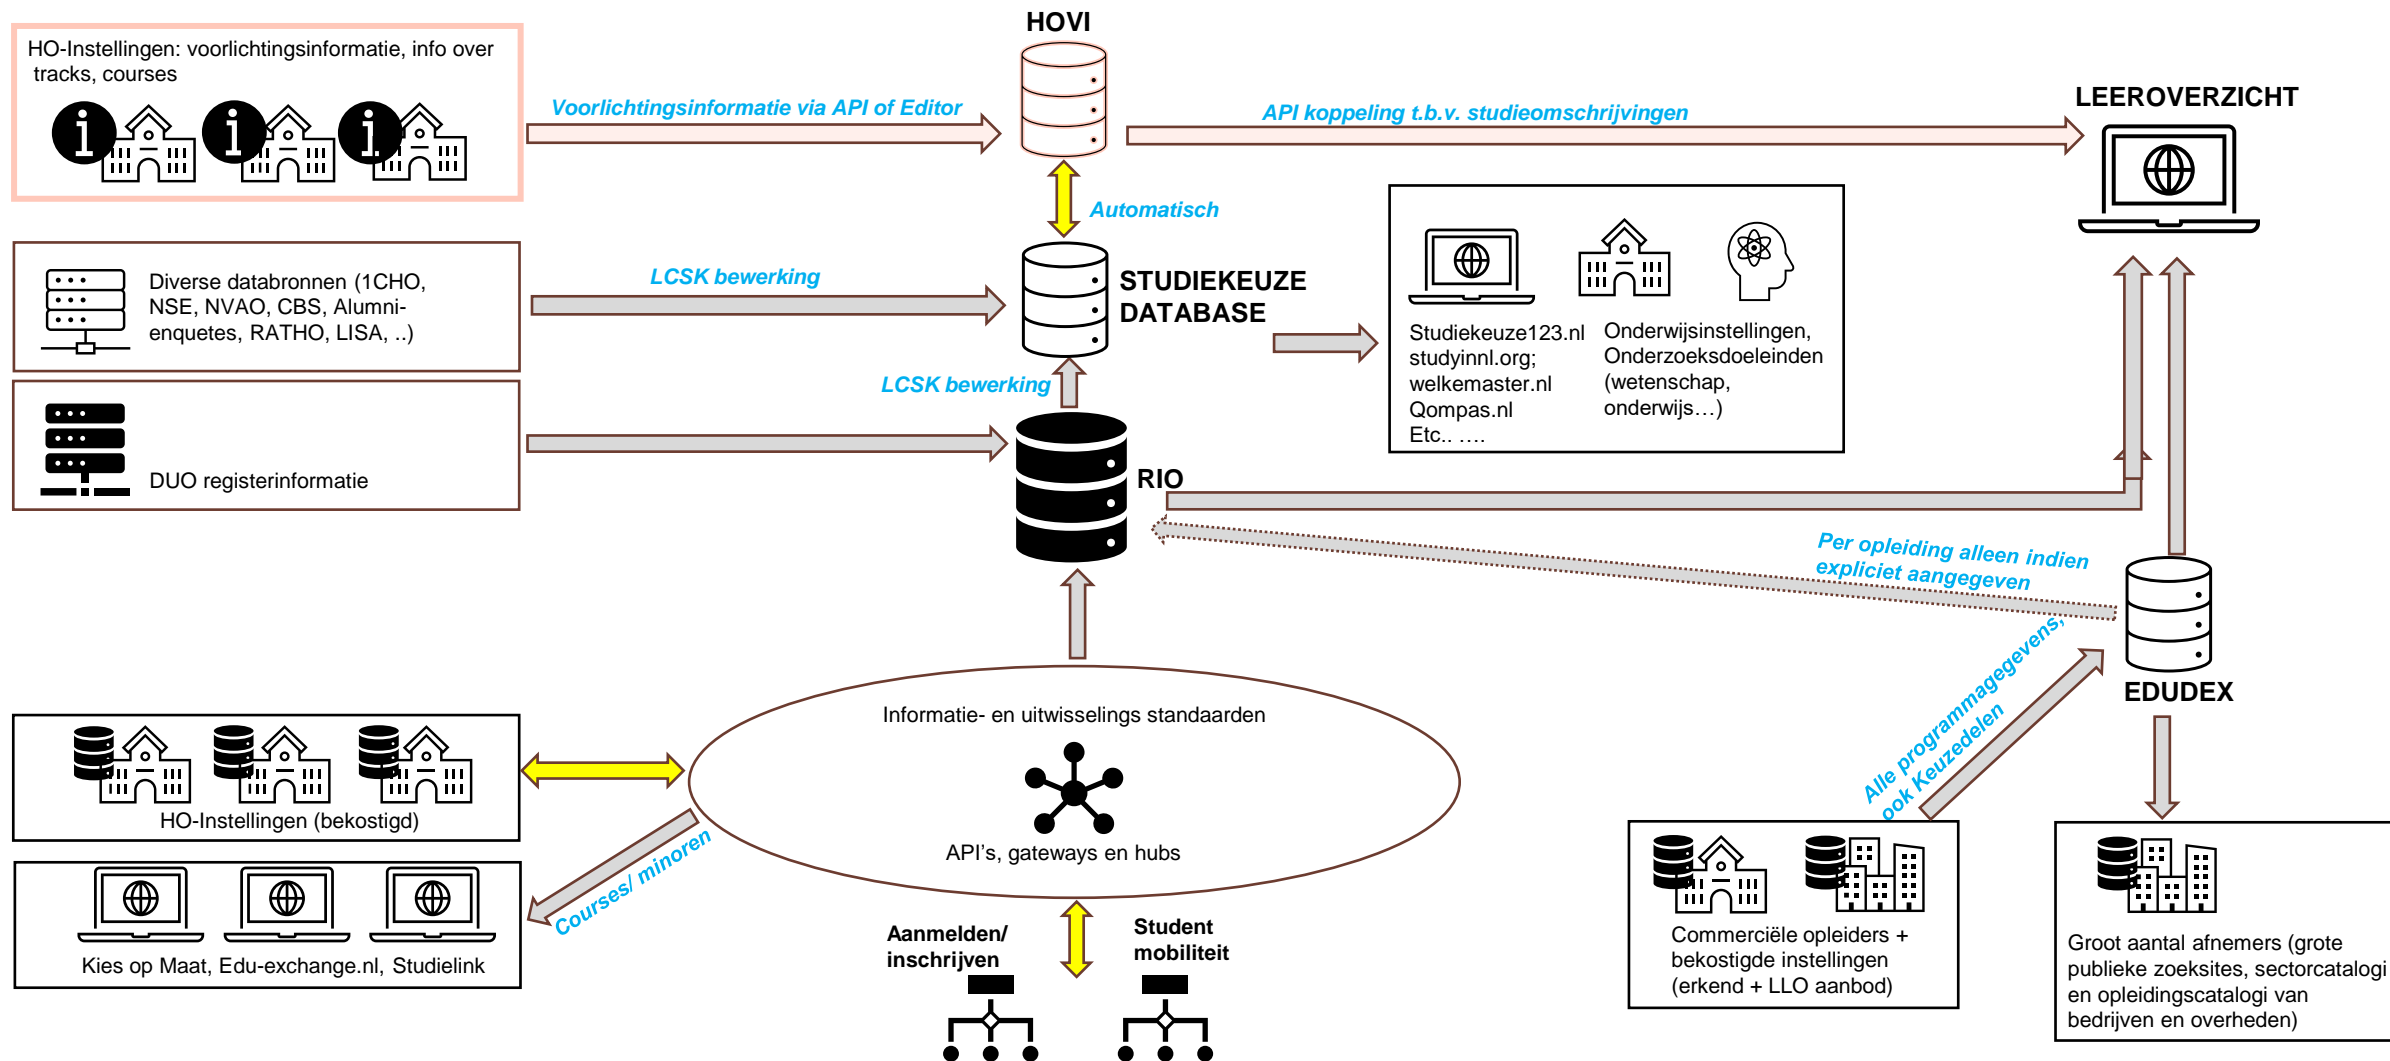 HOVI
HO-Instellingen: voorlichtingsinformatie, info over
tracks, courses
Voorlichtingsinformatie via API of Editor
API koppeling t.b.v. studieomschrijvingen
LEEROVERZICHT
Automatisch
Diverse databronnen (1CHO,
NSE, NVAO, CBS, Alumni-
enquetes, RATHO, LISA, ..)
LCSK bewerking
STUDIEKEUZE
DATABASE
Studiekeuze123.nl
studyinnl.org;
welkemaster.nl
Qompas.nl
Etc.. ….
Onderwijsinstellingen,
Onderzoeksdoeleinden
(wetenschap,
onderwijs…)
LCSK bewerking
DUO registerinformatie
RIO
Per opleiding alleen indien
expliciet aangegeven
Alle programmagegevens,
ook Keuzedelen
EDUDEX
Informatie- en uitwisselings standaarden
API's, gateways en hubs
HO-Instellingen (bekostigd)
Courses/ minoren
Kies op Maat, Edu-exchange.nl, Studielink
Aanmelden/
inschrijven
Student
mobiliteit
Commerciële opleiders +
bekostigde instellingen
(erkend + LLO aanbod)
Groot aantal afnemers (grote
publieke zoeksites, sectorcatalogi
en opleidingscatalogi van
bedrijven en overheden)